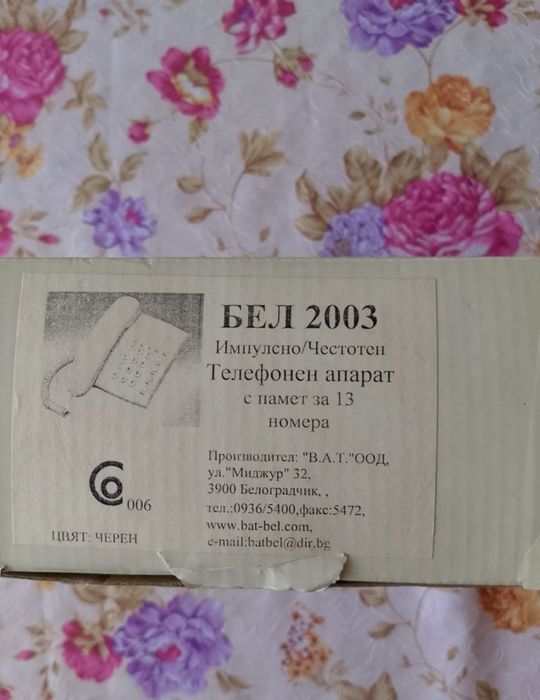 БЕЛ 2003
Импулсно/Честотен
Телефонен апарат
с памет за 13
номера
Производител: "В.А.Т."ООД,
ул."Миджур" 32,
3900 Белоградчик, ,
тел.:0936/5400,факс:5472,
www.bat-bel.com,
e-mail:batbel@dir.bg
006
ЦВЯТ: ЧЕРЕН